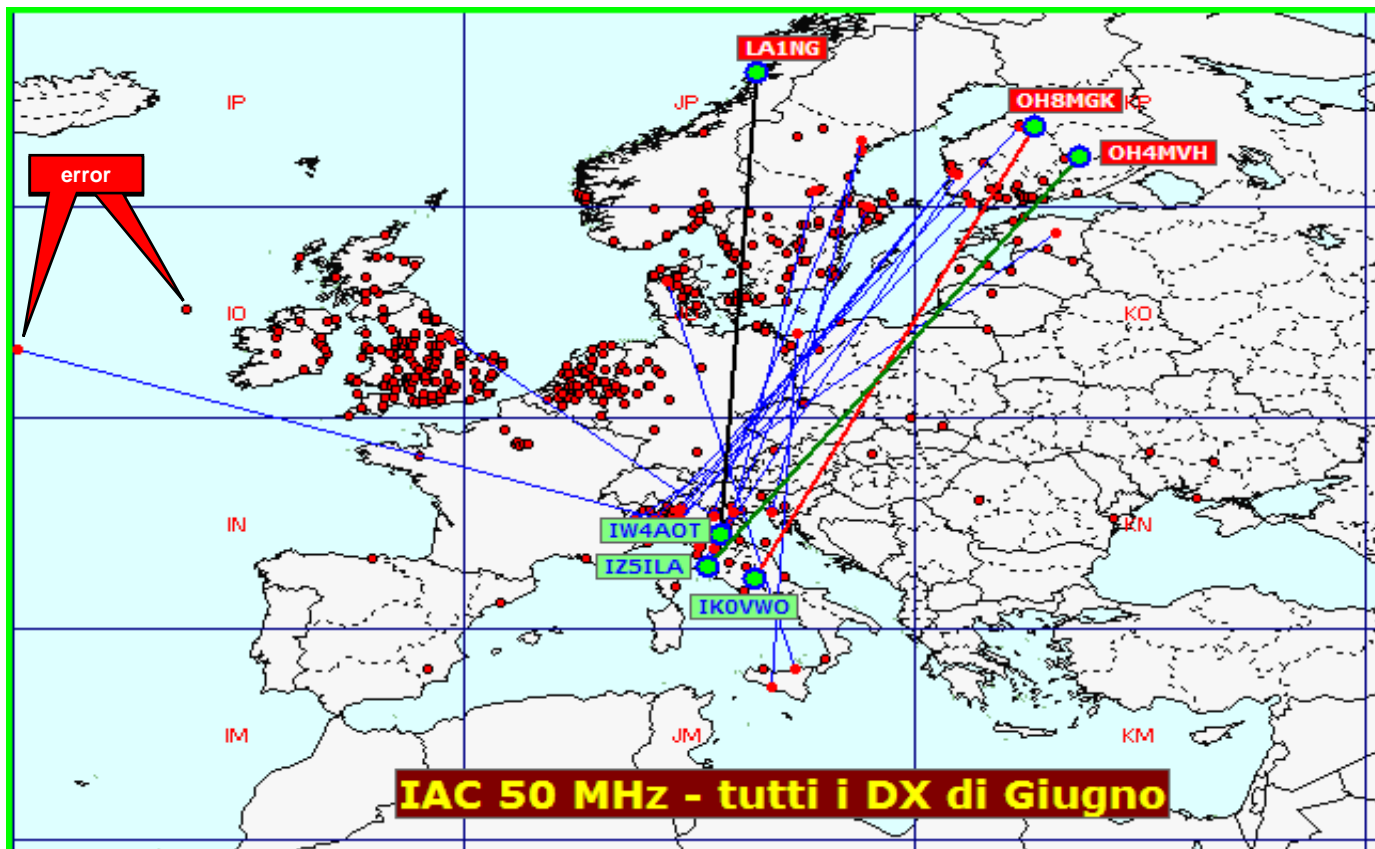 LA1NG
IP
JP
OH8MGK
KP
OH4MVH
error
IO
KO
IN
KN
IW4AOT
IZ5ILA
IK0VWO
IM
JM
KM
IAC 50 MHz - tutti i DX di Giugno